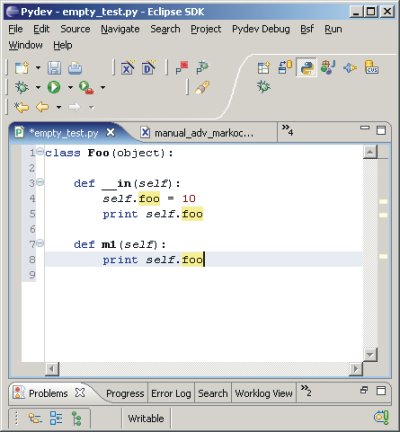 Pydev - empty_test.py - Eclipse SDK
File Edit Source Refactor Navigate Search Project Pydev Debug Bsf Run
Window Help
*empty_test.py manual_adv_markoc... »4
1 class Foo(object):
2
3 def __in(self):
4 self.foo = 10
5 print self.foo
6
7 def m1(self):
8 print self.foo
9
Problems Progress Error Log Search Worklog View »2
Writable